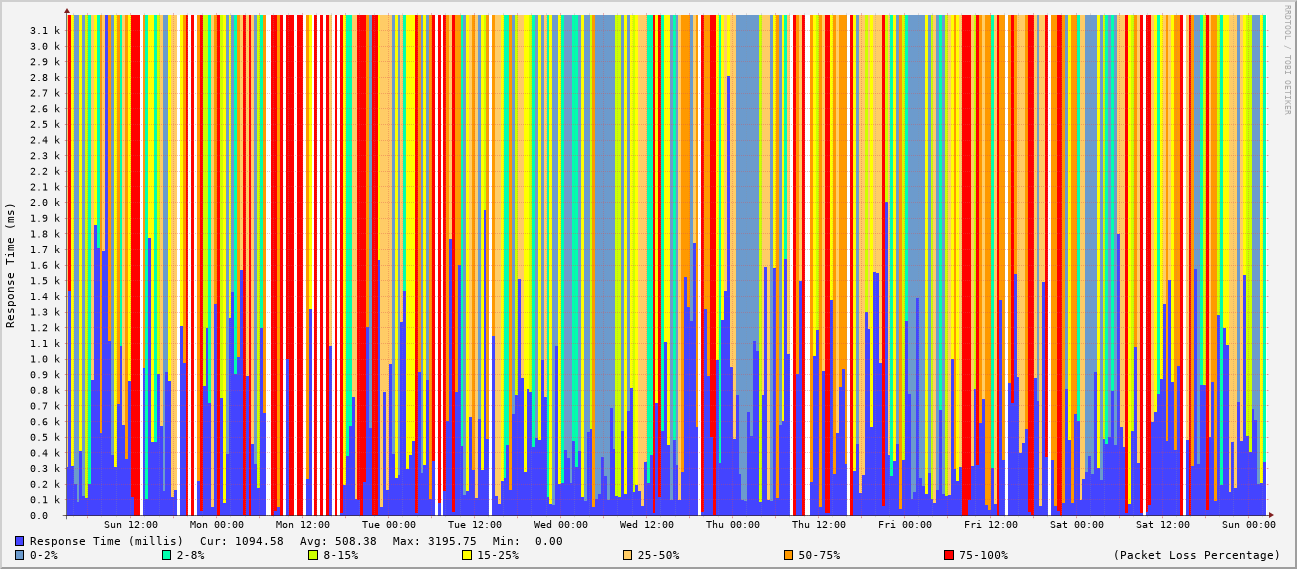 RRDTOOL / TOBI OETIKER
Response Time (ms)
3.1 k
3.0 k
2.9 k
2.8 k
2.7 k
2.6 k
2.5 k
2.4 k
2.3 k
2.2 k
2.1 k
2.0 k
1.9 k
1.8 k
1.7 k
1.6 k
1.5 k
1.4 k
1.3 k
1.2 k
1.1 k
1.0 k
0.9 k
0.8 k
0.7 k
0.6 k
0.5 k
0.4 k
0.3 k
0.2 k
0.1 k
0.0
Sun 12:00 Mon 00:00 Mon 12:00 Tue 00:00 Tue 12:00 Wed 00:00 Wed 12:00 Thu 00:00 Thu 12:00 Fri 00:00 Fri 12:00 Sat 00:00 Sat 12:00 Sun 00:00
Response Time (millis) Cur: 1094.58 Avg: 508.38 Max: 3195.75 Min: 0.00
0-2% 2-8% 8-15% 15-25% 25-50% 50-75% 75-100% (Packet Loss Percentage)